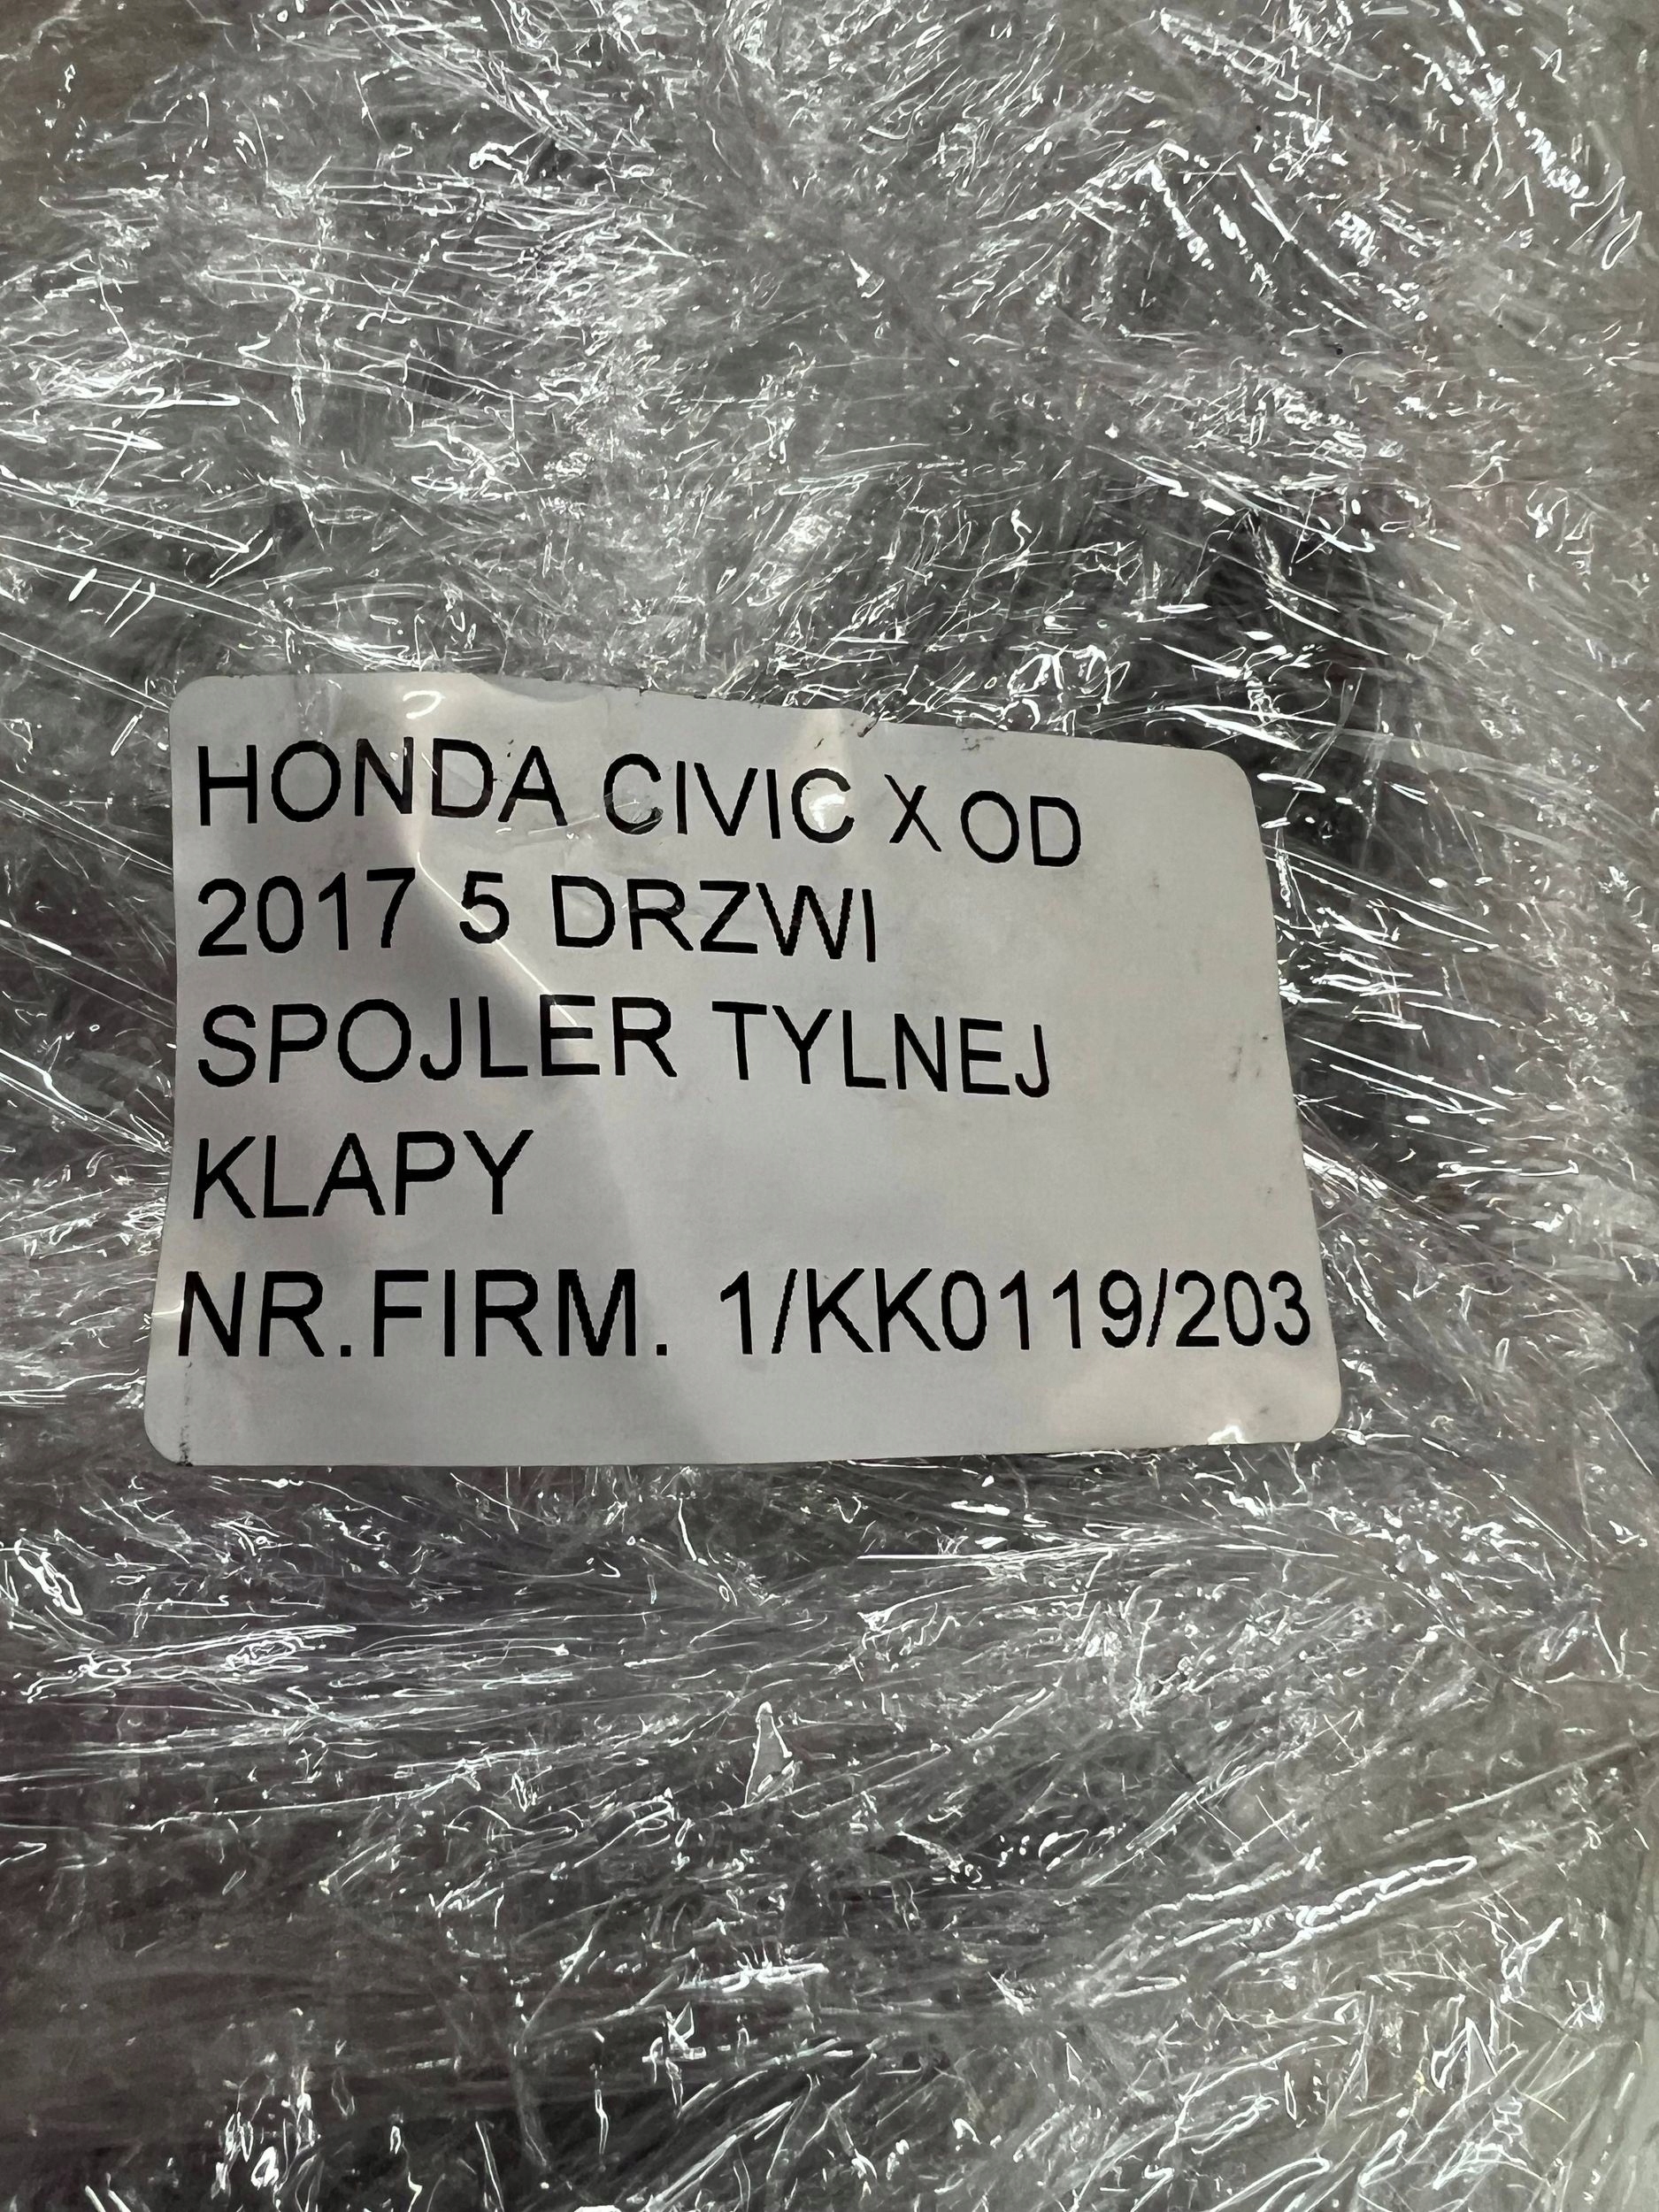 HONDA CIVIC X OD
2017 5 DRZWI
SPOJLER TYLNEJ
KLAPY
NR.FIRM. 1/KK0119/203